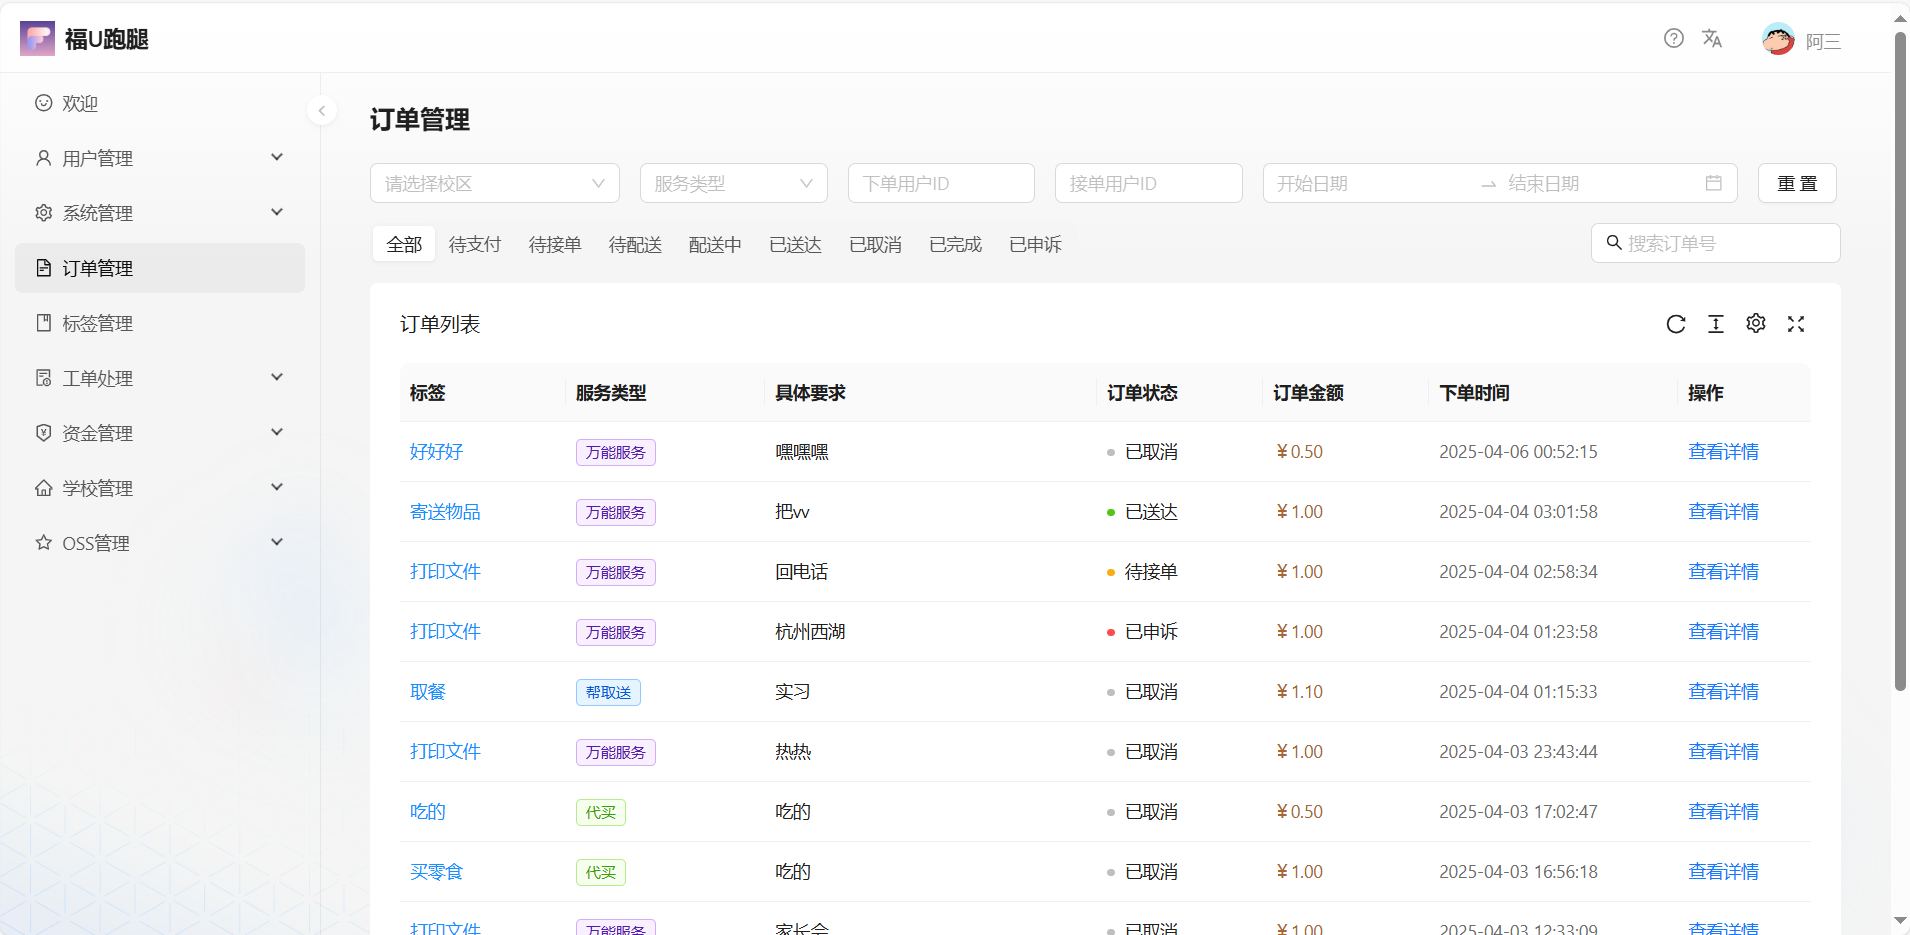 福U跑腿
阿三
欢迎
用户管理
系统管理
订单管理
标签管理
工单处理
资金管理
学校管理
OSS管理
订单管理
请选择校区 服务类型 下单用户ID 接单用户ID 开始日期 结束日期 重 置
全部 待支付 待接单 待配送 配送中 已送达 已取消 已完成 已申诉 搜索订单号
订单列表
标签 服务类型 具体要求 订单状态 订单金额 下单时间 操作
好好好 万能服务 嘿嘿嘿 已取消 ¥0.50 2025-04-06 00:52:15 查看详情
寄送物品 万能服务 把vv 已送达 ¥1.00 2025-04-04 03:01:58 查看详情
打印文件 万能服务 回电话 待接单 ¥1.00 2025-04-04 02:58:34 查看详情
打印文件 万能服务 杭州西湖 已申诉 ¥1.00 2025-04-04 01:23:58 查看详情
取餐 帮取送 实习 已取消 ¥1.10 2025-04-04 01:15:33 查看详情
打印文件 万能服务 热热 已取消 ¥1.00 2025-04-03 23:43:44 查看详情
吃的 代买 吃的 已取消 ¥0.50 2025-04-03 17:02:47 查看详情
买零食 代买 吃的 已取消 ¥1.00 2025-04-03 16:56:18 查看详情
打印文件 万能服务 家长会 已取消 ¥1.00 2025-04-03 12:33:09 查看详情